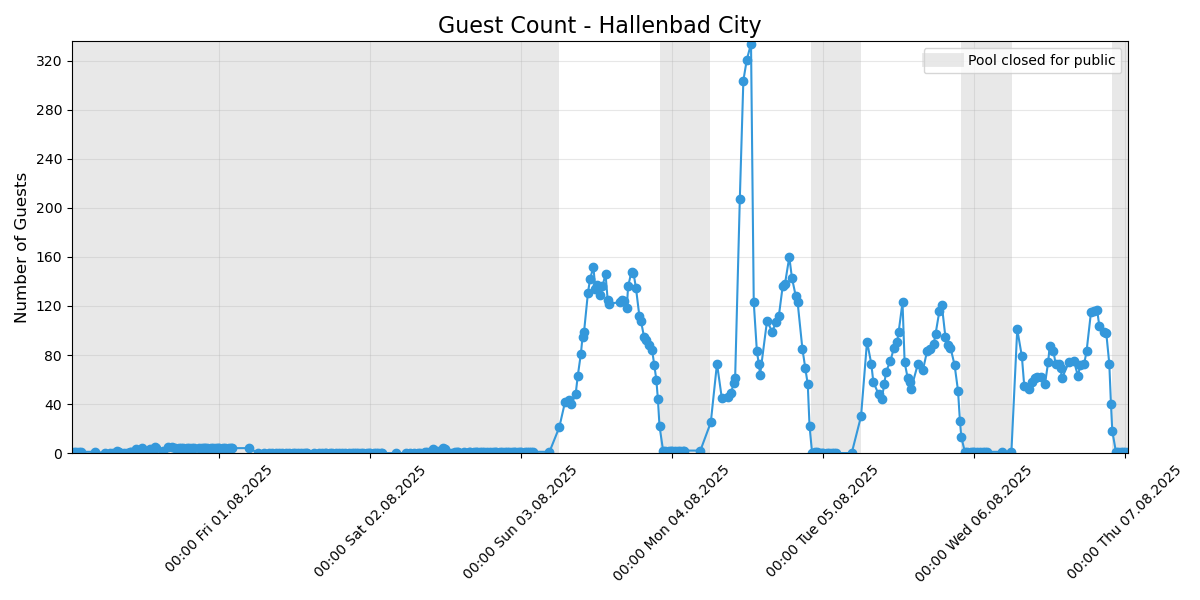 Guest Count - Hallenbad City
Pool closed for public
Number of Guests
320
280
240
200
160
120
80
40
0
00:00 Fri 01.08.2025
00:00 Sat 02.08.2025
00:00 Sun 03.08.2025
00:00 Mon 04.08.2025
00:00 Tue 05.08.2025
00:00 Wed 06.08.2025
00:00 Thu 07.08.2025